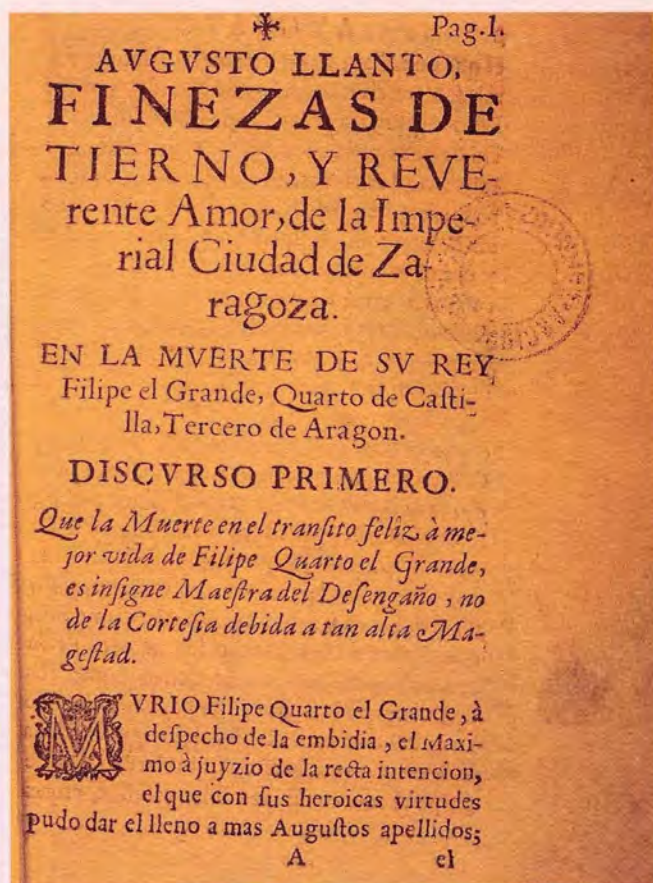 Pag.1.
AVGVSTO LLANTO,
FINEZAS DE
TIERNO, Y REVE-
rente Amor, de la Impe-
rial Ciudad de Za-
ragoza.
EN LA MVERTE DE SV REY
Filipe el Grande, Quarto de Casti-
lla, Tercero de Aragon.
DISCVRSO PRIMERO.
Que la Muerte en el transito feliz à me-
jor vida de Filipe Quarto el Grande,
es insigne Maestra del Desengaño, no
de la Cortesia debida a tan alta Ma-
gestad.
MVRIO Filipe Quarto el Grande, à
despecho de la embidia, el Maxi-
mo à juyzio de la recta intencion,
el que con sus heroicas virtudes
pudo dar el lleno a mas Augustos apellidos;
A el